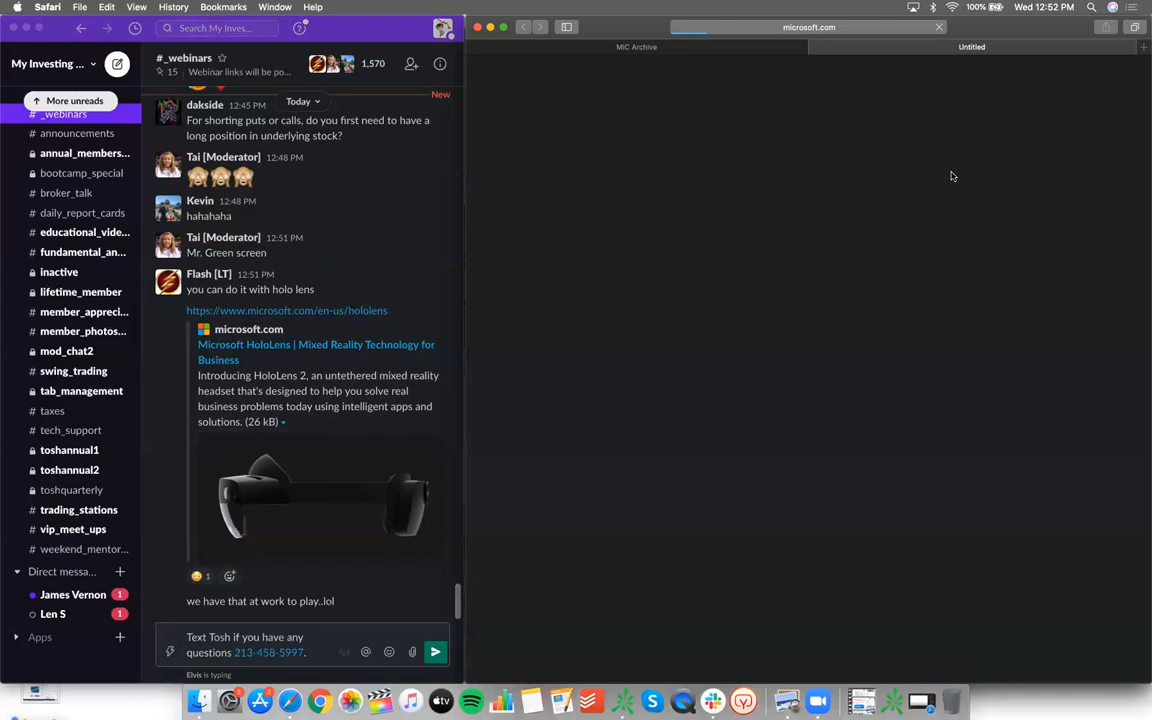 Safari File Edit View History Bookmarks Window Help 100% Wed 12:52 PM
Search My Inves...
microsoft.com
MIC Archive
Untitled
My Investing ...
#_webinars
15 Webinar links will be po...
1,570
More unreads
# _webinars
# announcements
annual_members...
bootcamp_special
# broker_talk
# daily_report_cards
# educational_vide...
# fundamental_an...
inactive
lifetime_member
# member_appreci...
# member_photos...
mod_chat2
# swing_trading
tab_management
# taxes
# tech_support
toshannual1
toshannual2
toshquarterly
# trading_stations
# vip_meet_ups
# weekend_mentor...
Direct messa...
James Vernon 1
Len S 1
Apps
New
Today
dakside 12:45 PM
For shorting puts or calls, do you first need to have a
long position in underlying stock?
Tai [Moderator] 12:48 PM
Kevin 12:48 PM
hahahaha
Tai [Moderator] 12:51 PM
Mr. Green screen
Flash [LT] 12:51 PM
you can do it with holo lens
https://www.microsoft.com/en-us/hololens
microsoft.com
Microsoft HoloLens | Mixed Reality Technology for
Business
Introducing HoloLens 2, an untethered mixed reality
headset that's designed to help you solve real
business problems today using intelligent apps and
solutions. (26 kB)
1
we have that at work to play..lol
Text Tosh if you have any
questions 213-458-5997.
Aa @
Elvis is typing